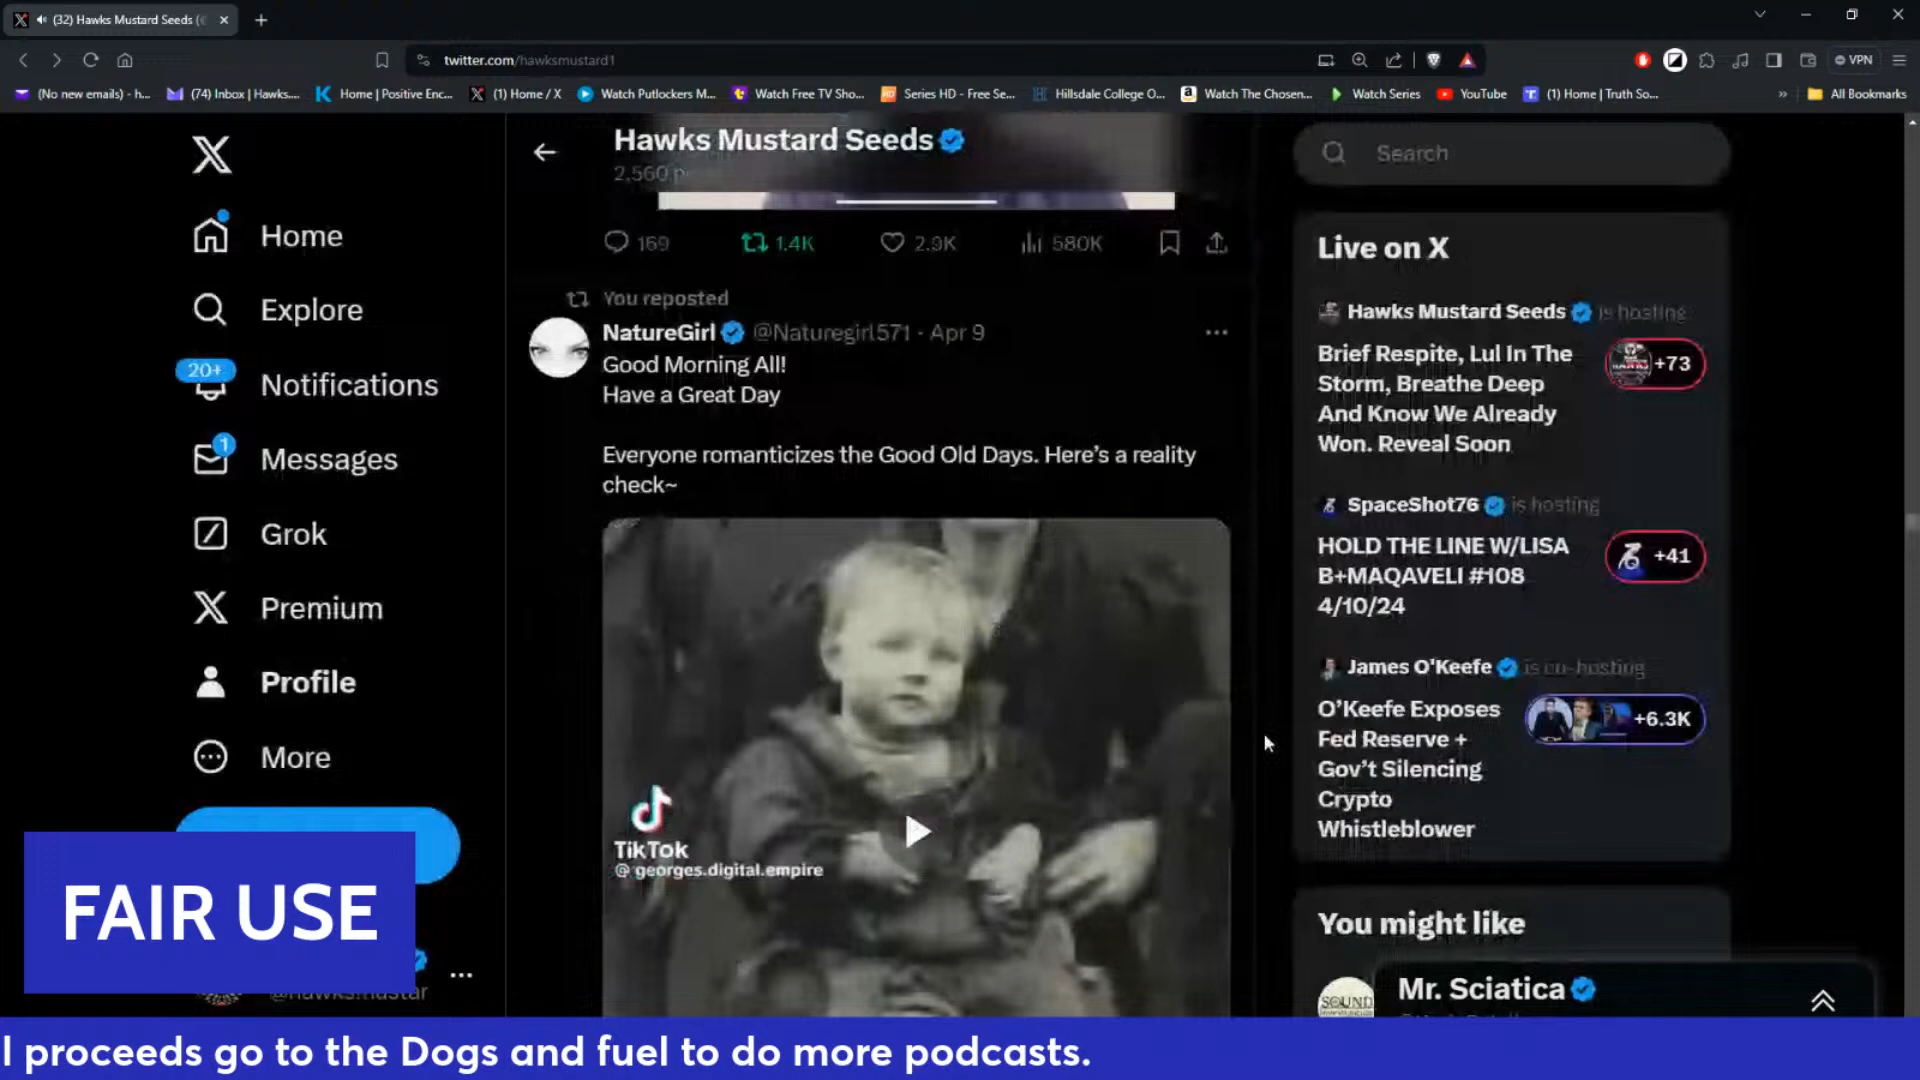 (32) Hawks Mustard Seeds (
twitter.com/hawksmustard1
VPN
(No new emails) - h...
(74) Inbox | Hawks....
Home | Positive Enc...
(1) Home / X
Watch Putlockers M...
Watch Free TV Sho...
Series HD - Free Se...
Hillsdale College O...
Watch The Chosen...
Watch Series
YouTube
(1) Home | Truth So...
All Bookmarks
Home
Explore
20+
Notifications
1
Messages
Grok
Premium
Profile
More
Hawks Mustard Seeds
2,560 p
169
1.4K
2.9K
580K
You reposted
NatureGirl @Naturegirl571 · Apr 9
Good Morning All!
Have a Great Day
Everyone romanticizes the Good Old Days. Here's a reality
check~
TikTok
@georges.digital.empire
Search
Live on X
Hawks Mustard Seeds is hosting
Brief Respite, Lul In The
Storm, Breathe Deep
And Know We Already
Won. Reveal Soon
+73
SpaceShot76 is hosting
HOLD THE LINE W/LISA
B+MAQAVELI #108
4/10/24
+41
James O'Keefe is co-hosting
O'Keefe Exposes
Fed Reserve +
Gov't Silencing
Crypto
Whistleblower
+6.3K
You might like
Mr. Sciatica
SOUND
FAIR USE
@hawksmustar
l proceeds go to the Dogs and fuel to do more podcasts.